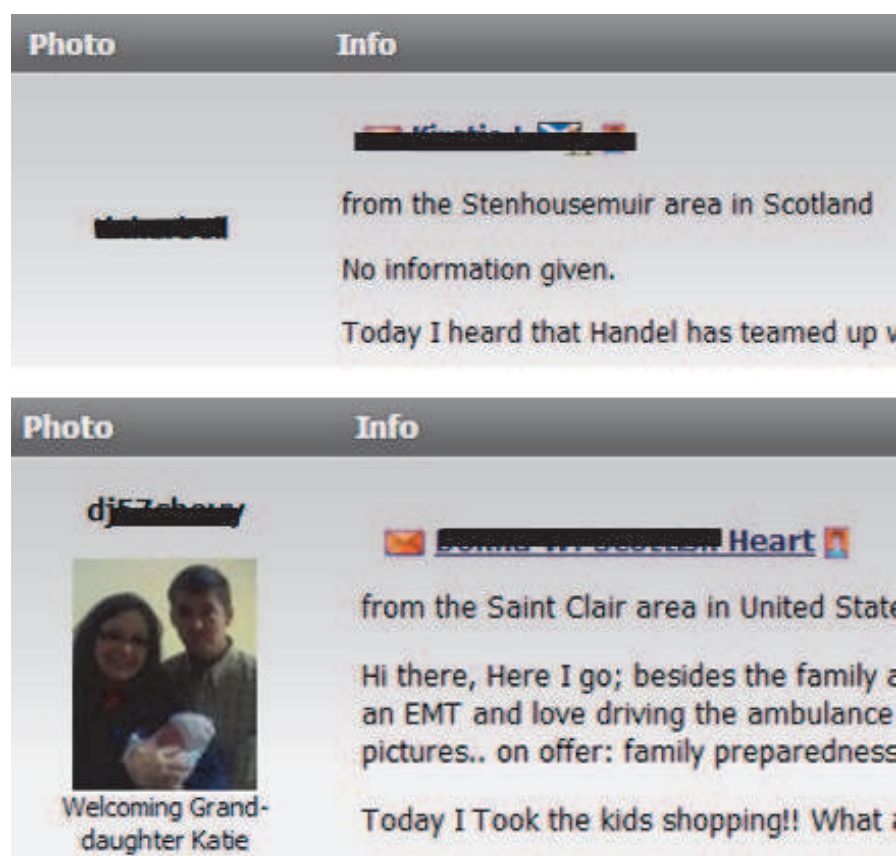 Photo Info
from the Stenhousemuir area in Scotland
No information given.
Today I heard that Handel has teamed up
Photo Info
Heart
from the Saint Clair area in United State
Hi there, Here I go; besides the family a
an EMT and love driving the ambulance
pictures.. on offer: family preparedness
Today I Took the kids shopping!! What a
Welcoming Grand-
daughter Katie